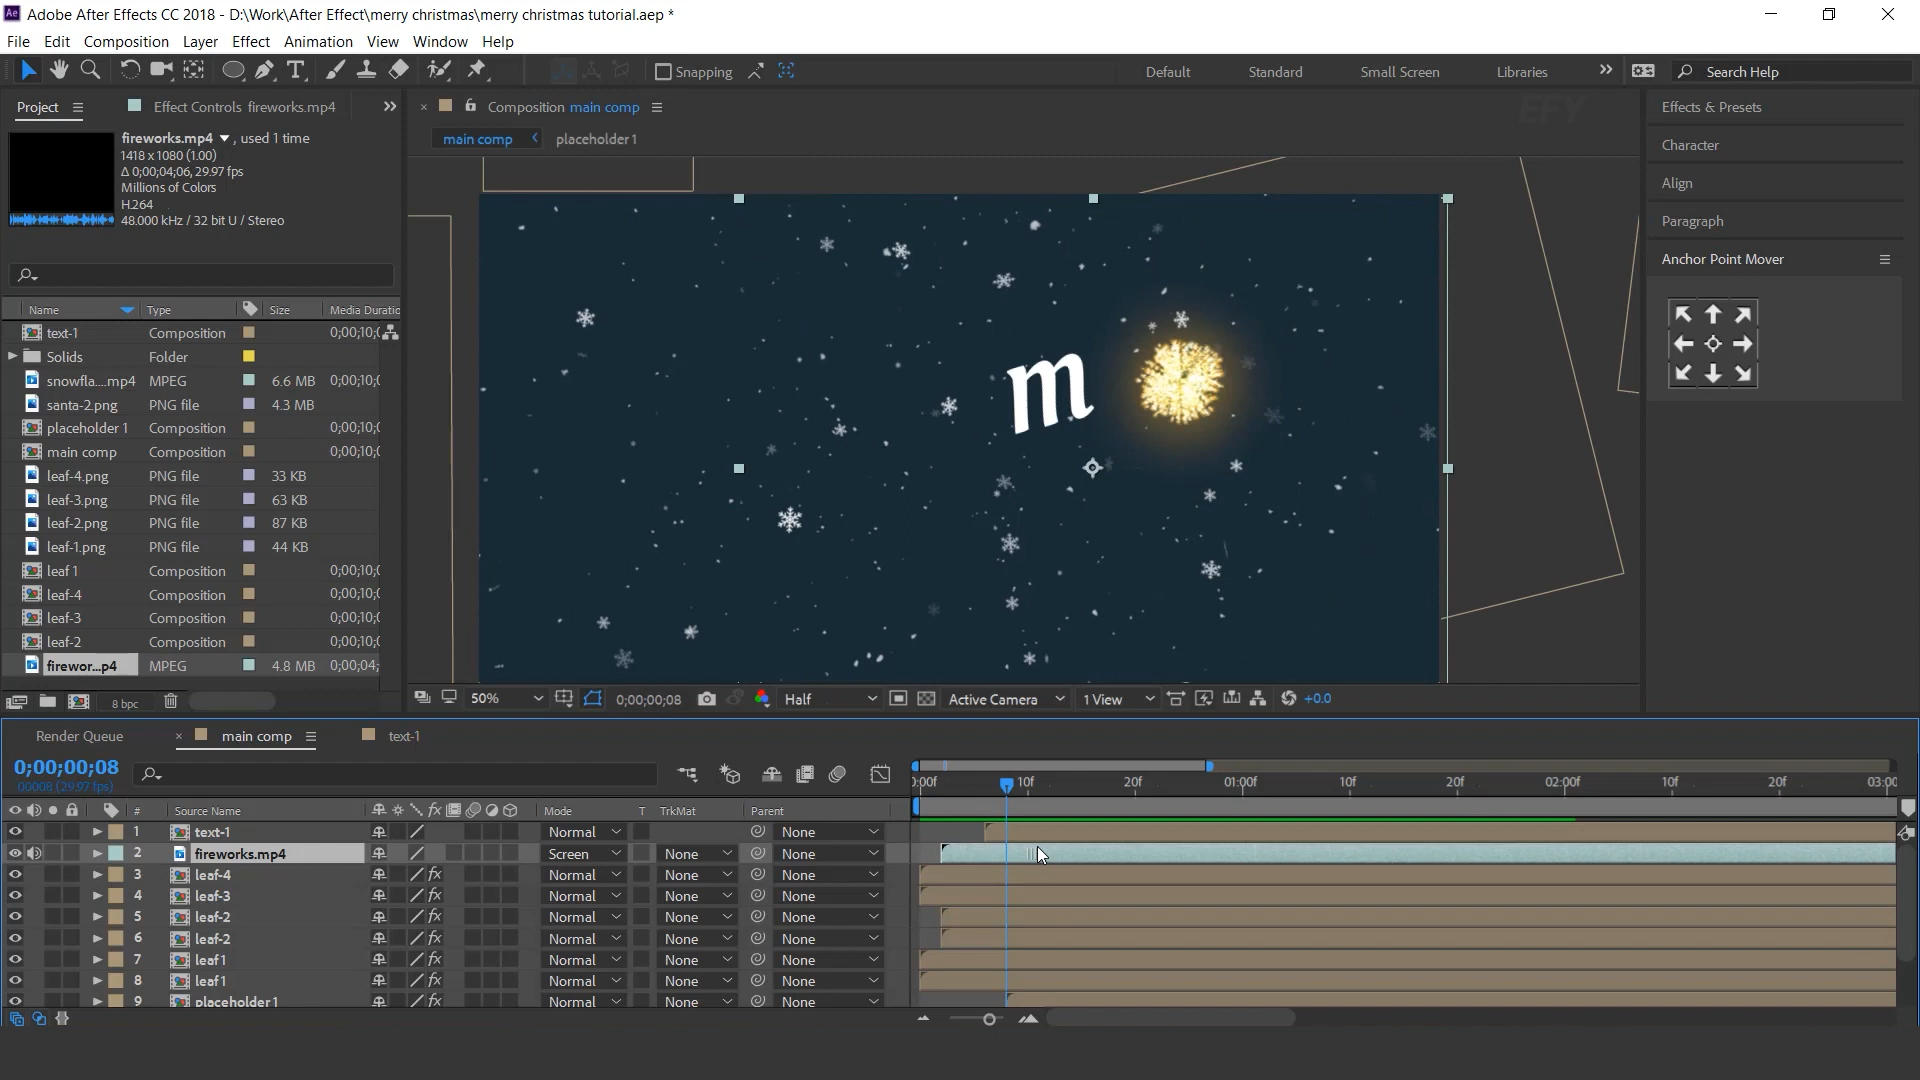 Adobe After Effects CC 2018 - D:\Work\After Effect\merry christmas\merry christmas tutorial.aep *
File Edit Composition Layer Effect Animation View Window Help
Snapping Default Standard Small Screen Libraries Search Help
Project Effect Controls fireworks.mp4 Composition main comp Effects & Presets
EFY
main comp placeholder1
fireworks.mp4 , used 1 time
1418 x 1080 (1.00)
Δ 0;00;04;06, 29.97 fps
Millions of Colors
H.264
48.000 kHz / 32 bit U / Stereo
Character
Align
Paragraph
Anchor Point Mover
Name Type Size Media Duratic
text-1 Composition 0;00;10;0
Solids Folder
snowfla....mp4 MPEG 6.6 MB 0;00;10;0
santa-2.png PNG file 4.3 MB
placeholder 1 Composition 0;00;10;0
main comp Composition 0;00;10;0
leaf-4.png PNG file 33 KB
leaf-3.png PNG file 63 KB
leaf-2.png PNG file 87 KB
leaf-1.png PNG file 44 KB
leaf 1 Composition 0;00;10;0
leaf-4 Composition 0;00;10;0
leaf-3 Composition 0;00;10;0
leaf-2 Composition 0;00;10;0
firewor...p4 MPEG 4.8 MB 0;00;04;
m
8 bpc 50% 0;00;00;08 Half Active Camera 1 View +0.0
Render Queue main comp text-1
0;00;00;08
00008 (29.97 fps)
0:00f 10f 20f 01:00f 10f 20f 02:00f 10f 20f 03:00
# Source Name Mode T TrkMat Parent
1 text-1 Normal None
2 fireworks.mp4 Screen None None
3 leaf-4 Normal None None
4 leaf-3 Normal None None
5 leaf-2 Normal None None
6 leaf-2 Normal None None
7 leaf 1 Normal None None
8 leaf 1 Normal None None
9 placeholder 1 Normal None None